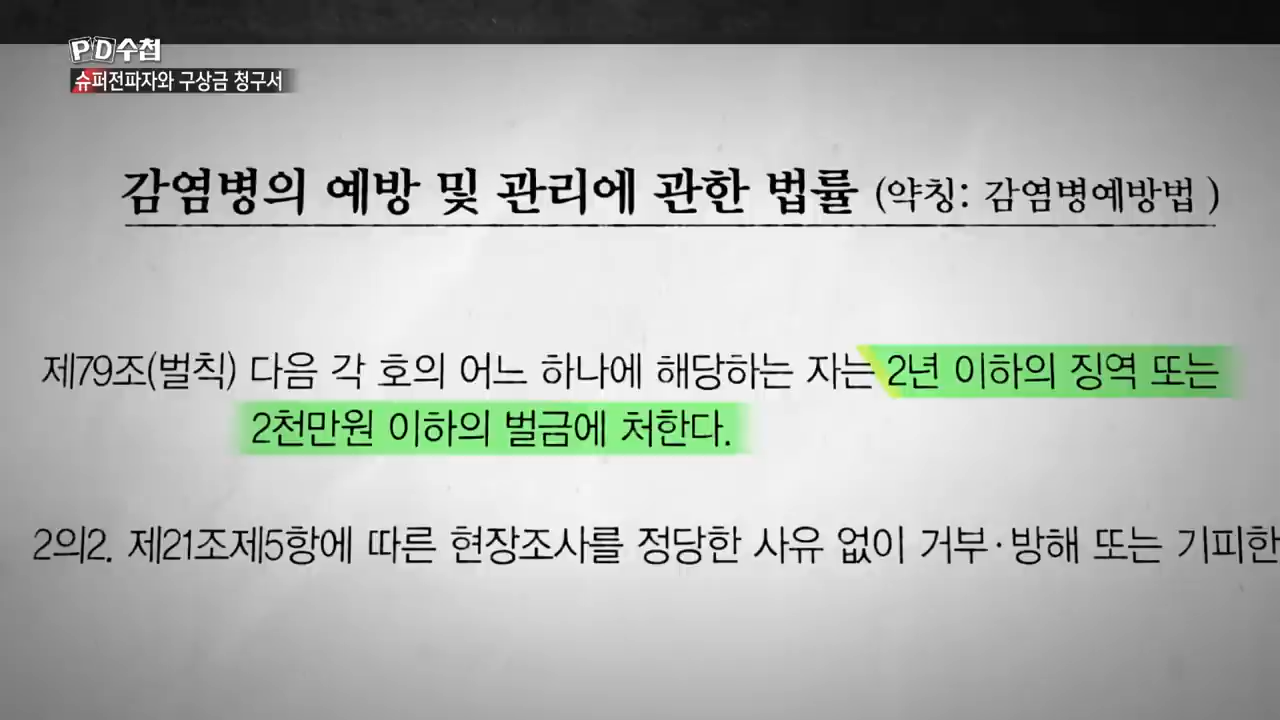 PD수첩
슈퍼전파자와 구상금 청구서
감염병의 예방 및 관리에 관한 법률 (약칭: 감염병예방법 )
제79조(벌칙) 다음 각 호의 어느 하나에 해당하는 자는 2년 이하의 징역 또는
2천만원 이하의 벌금에 처한다.
2의2. 제21조제5항에 따른 현장조사를 정당한 사유 없이 거부·방해 또는 기피한